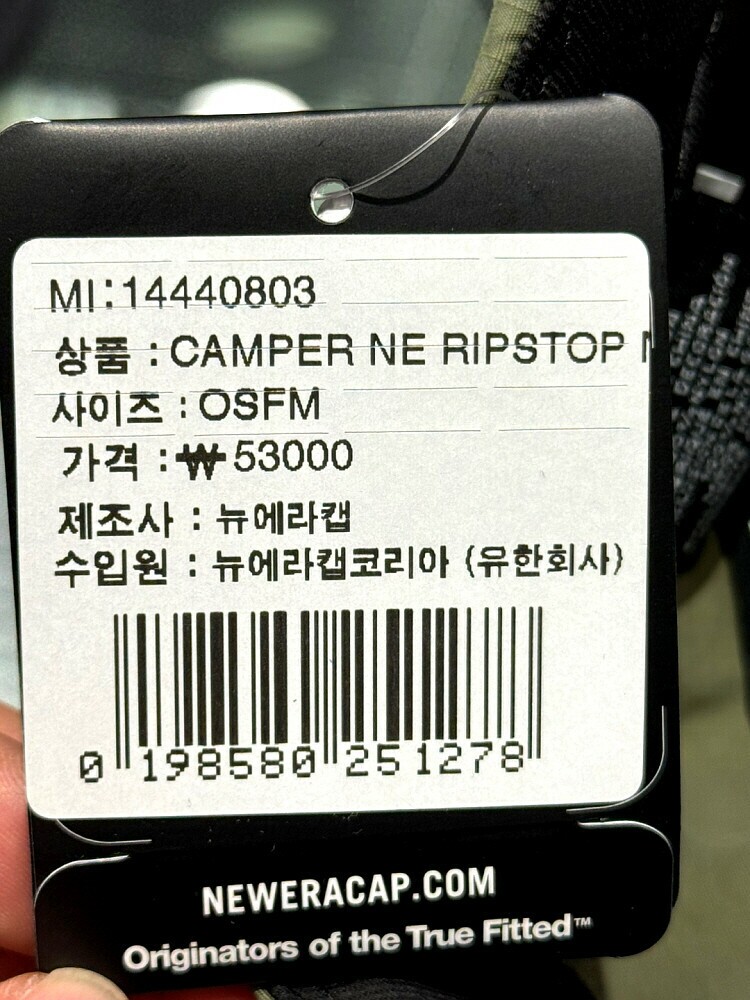 MI:14440803
상품 : CAMPER NE RIPSTOP
사이즈 : OSFM
가격 : ₩ 53000
제조사 : 뉴에라캡
수입원 : 뉴에라캡코리아 (유한회사)
0 198580 251278
NEWERACAP.COM
Originators of the True Fitted™